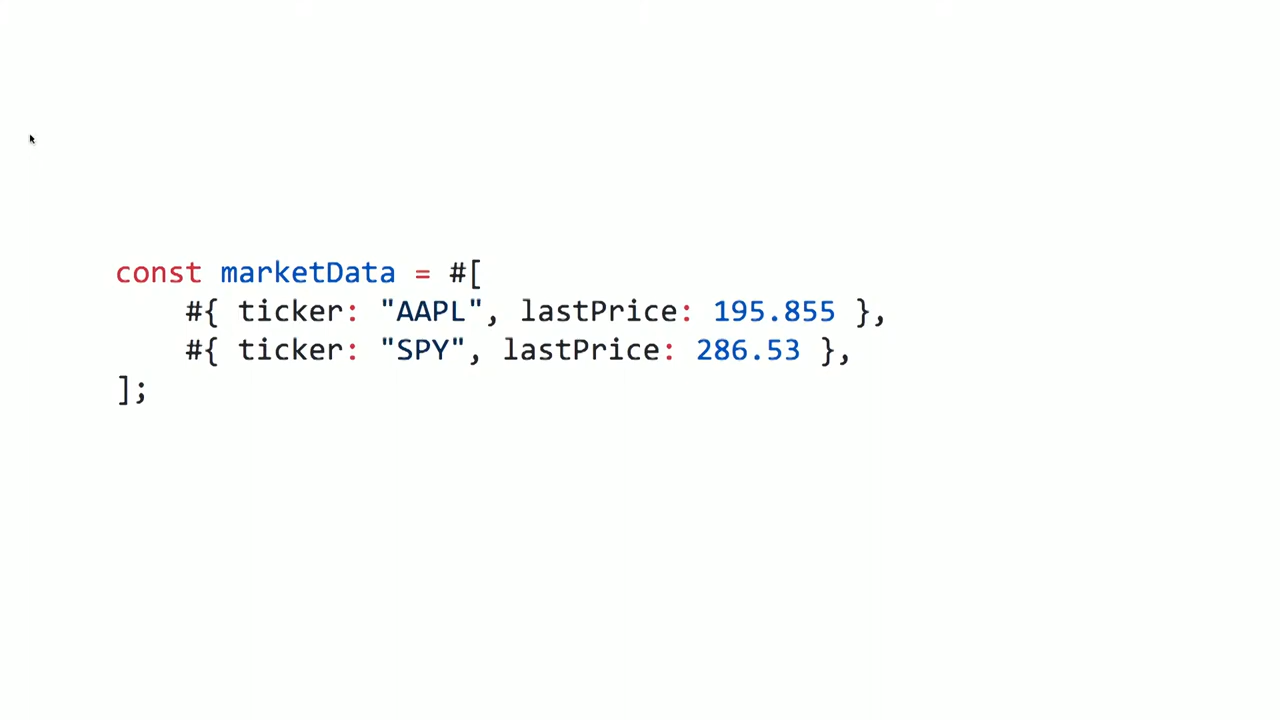 const marketData = #[
    #{ ticker: "AAPL", lastPrice: 195.855 },
    #{ ticker: "SPY", lastPrice: 286.53 },
];